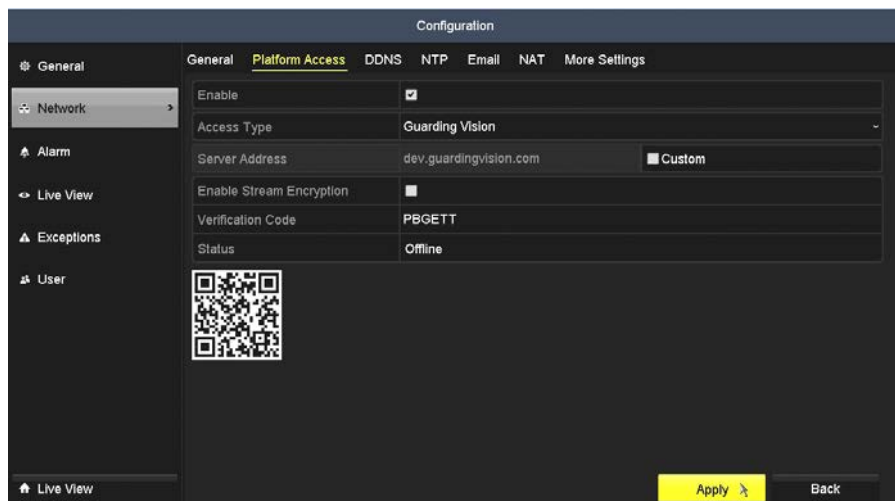 Configuration
General
Network
Alarm
Live View
Exceptions
User
Live View
General Platform Access DDNS NTP Email NAT More Settings
Enable
Access Type Guarding Vision
Server Address dev.guardingvision.com Custom
Enable Stream Encryption
Verification Code PBGETT
Status Offline
Apply Back